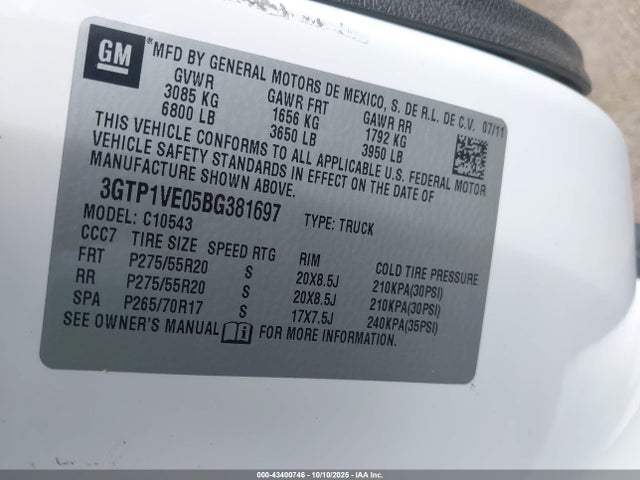 GM
MFD BY GENERAL MOTORS DE MEXICO, S. DE R.L. DE C.V. 07/11
GVWR GAWR FRT GAWR RR
3085 KG 1656 KG 1792 KG
6800 LB 3650 LB 3950 LB
THIS VEHICLE CONFORMS TO ALL APPLICABLE U.S. FEDERAL MOTOR
VEHICLE SAFETY STANDARDS IN EFFECT ON THE DATE OF
MANUFACTURE SHOWN ABOVE.
3GTP1VE05BG381697 TYPE: TRUCK
MODEL: C10543
CCC7 TIRE SIZE SPEED RTG RIM COLD TIRE PRESSURE
FRT P275/55R20 S 20X8.5J 210KPA(30PSI)
RR P275/55R20 S 20X8.5J 210KPA(30PSI)
SPA P265/70R17 S 17X7.5J 240KPA(35PSI)
SEE OWNER'S MANUAL FOR MORE INFORMATION.
000-43400746 - 10/10/2025 - IAA Inc.